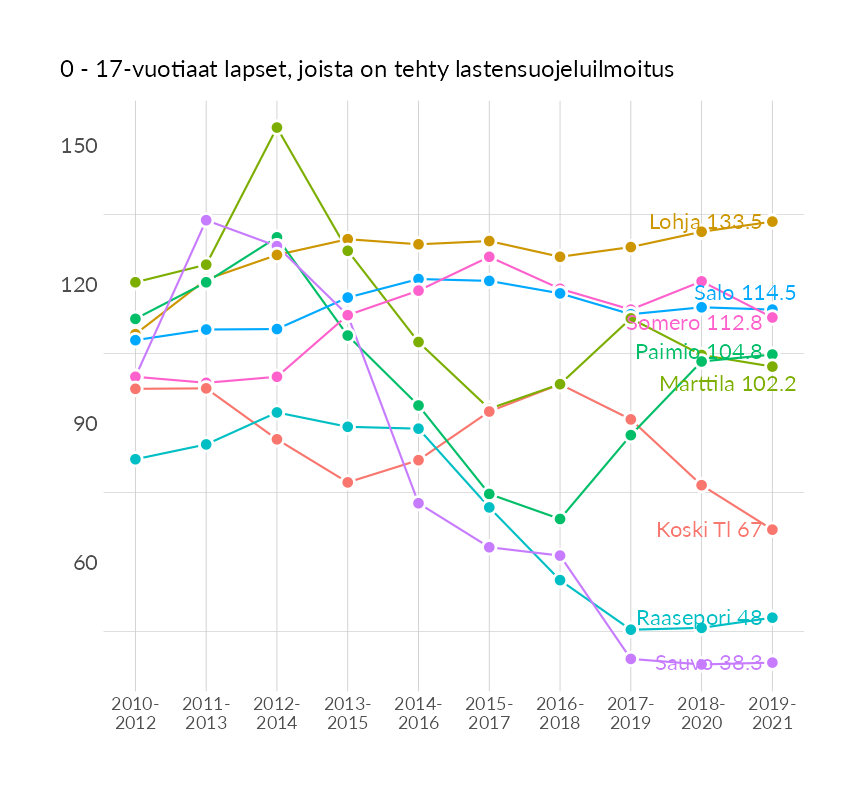 0 - 17-vuotiaat lapset, joista on tehty lastensuojeluilmoitus
150
120
90
60
Lohja 133.5
Salo 114.5
Somero 112.8
Paimio 104.8
Marttila 102.2
Koski Tl 67
Raasepori 48
Sauvo 38.3
2010-
2012
2011-
2013
2012-
2014
2013-
2015
2014-
2016
2015-
2017
2016-
2018
2017-
2019
2018-
2020
2019-
2021